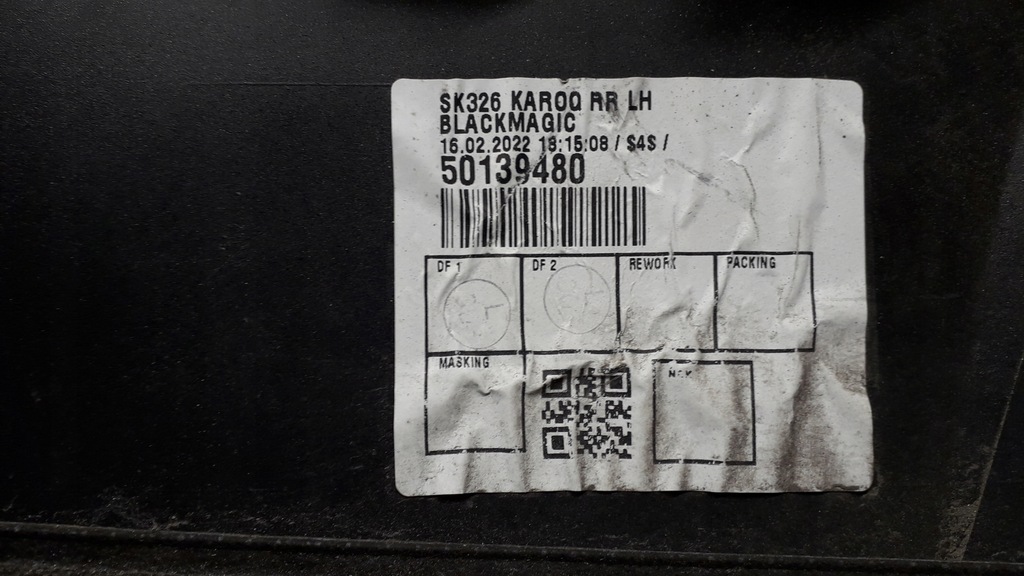 SK326 KAROQ RR LH
BLACKMAGIC
16.02.2022 18:15:08 / $4$ /
50139480
DF 1
DF 2
REWORK
PACKING
MASKING